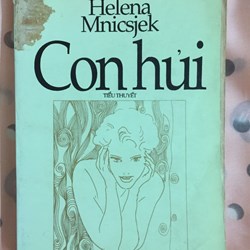 Helena
Mnicsjek
Con hủi
TIỂU THUYẾT